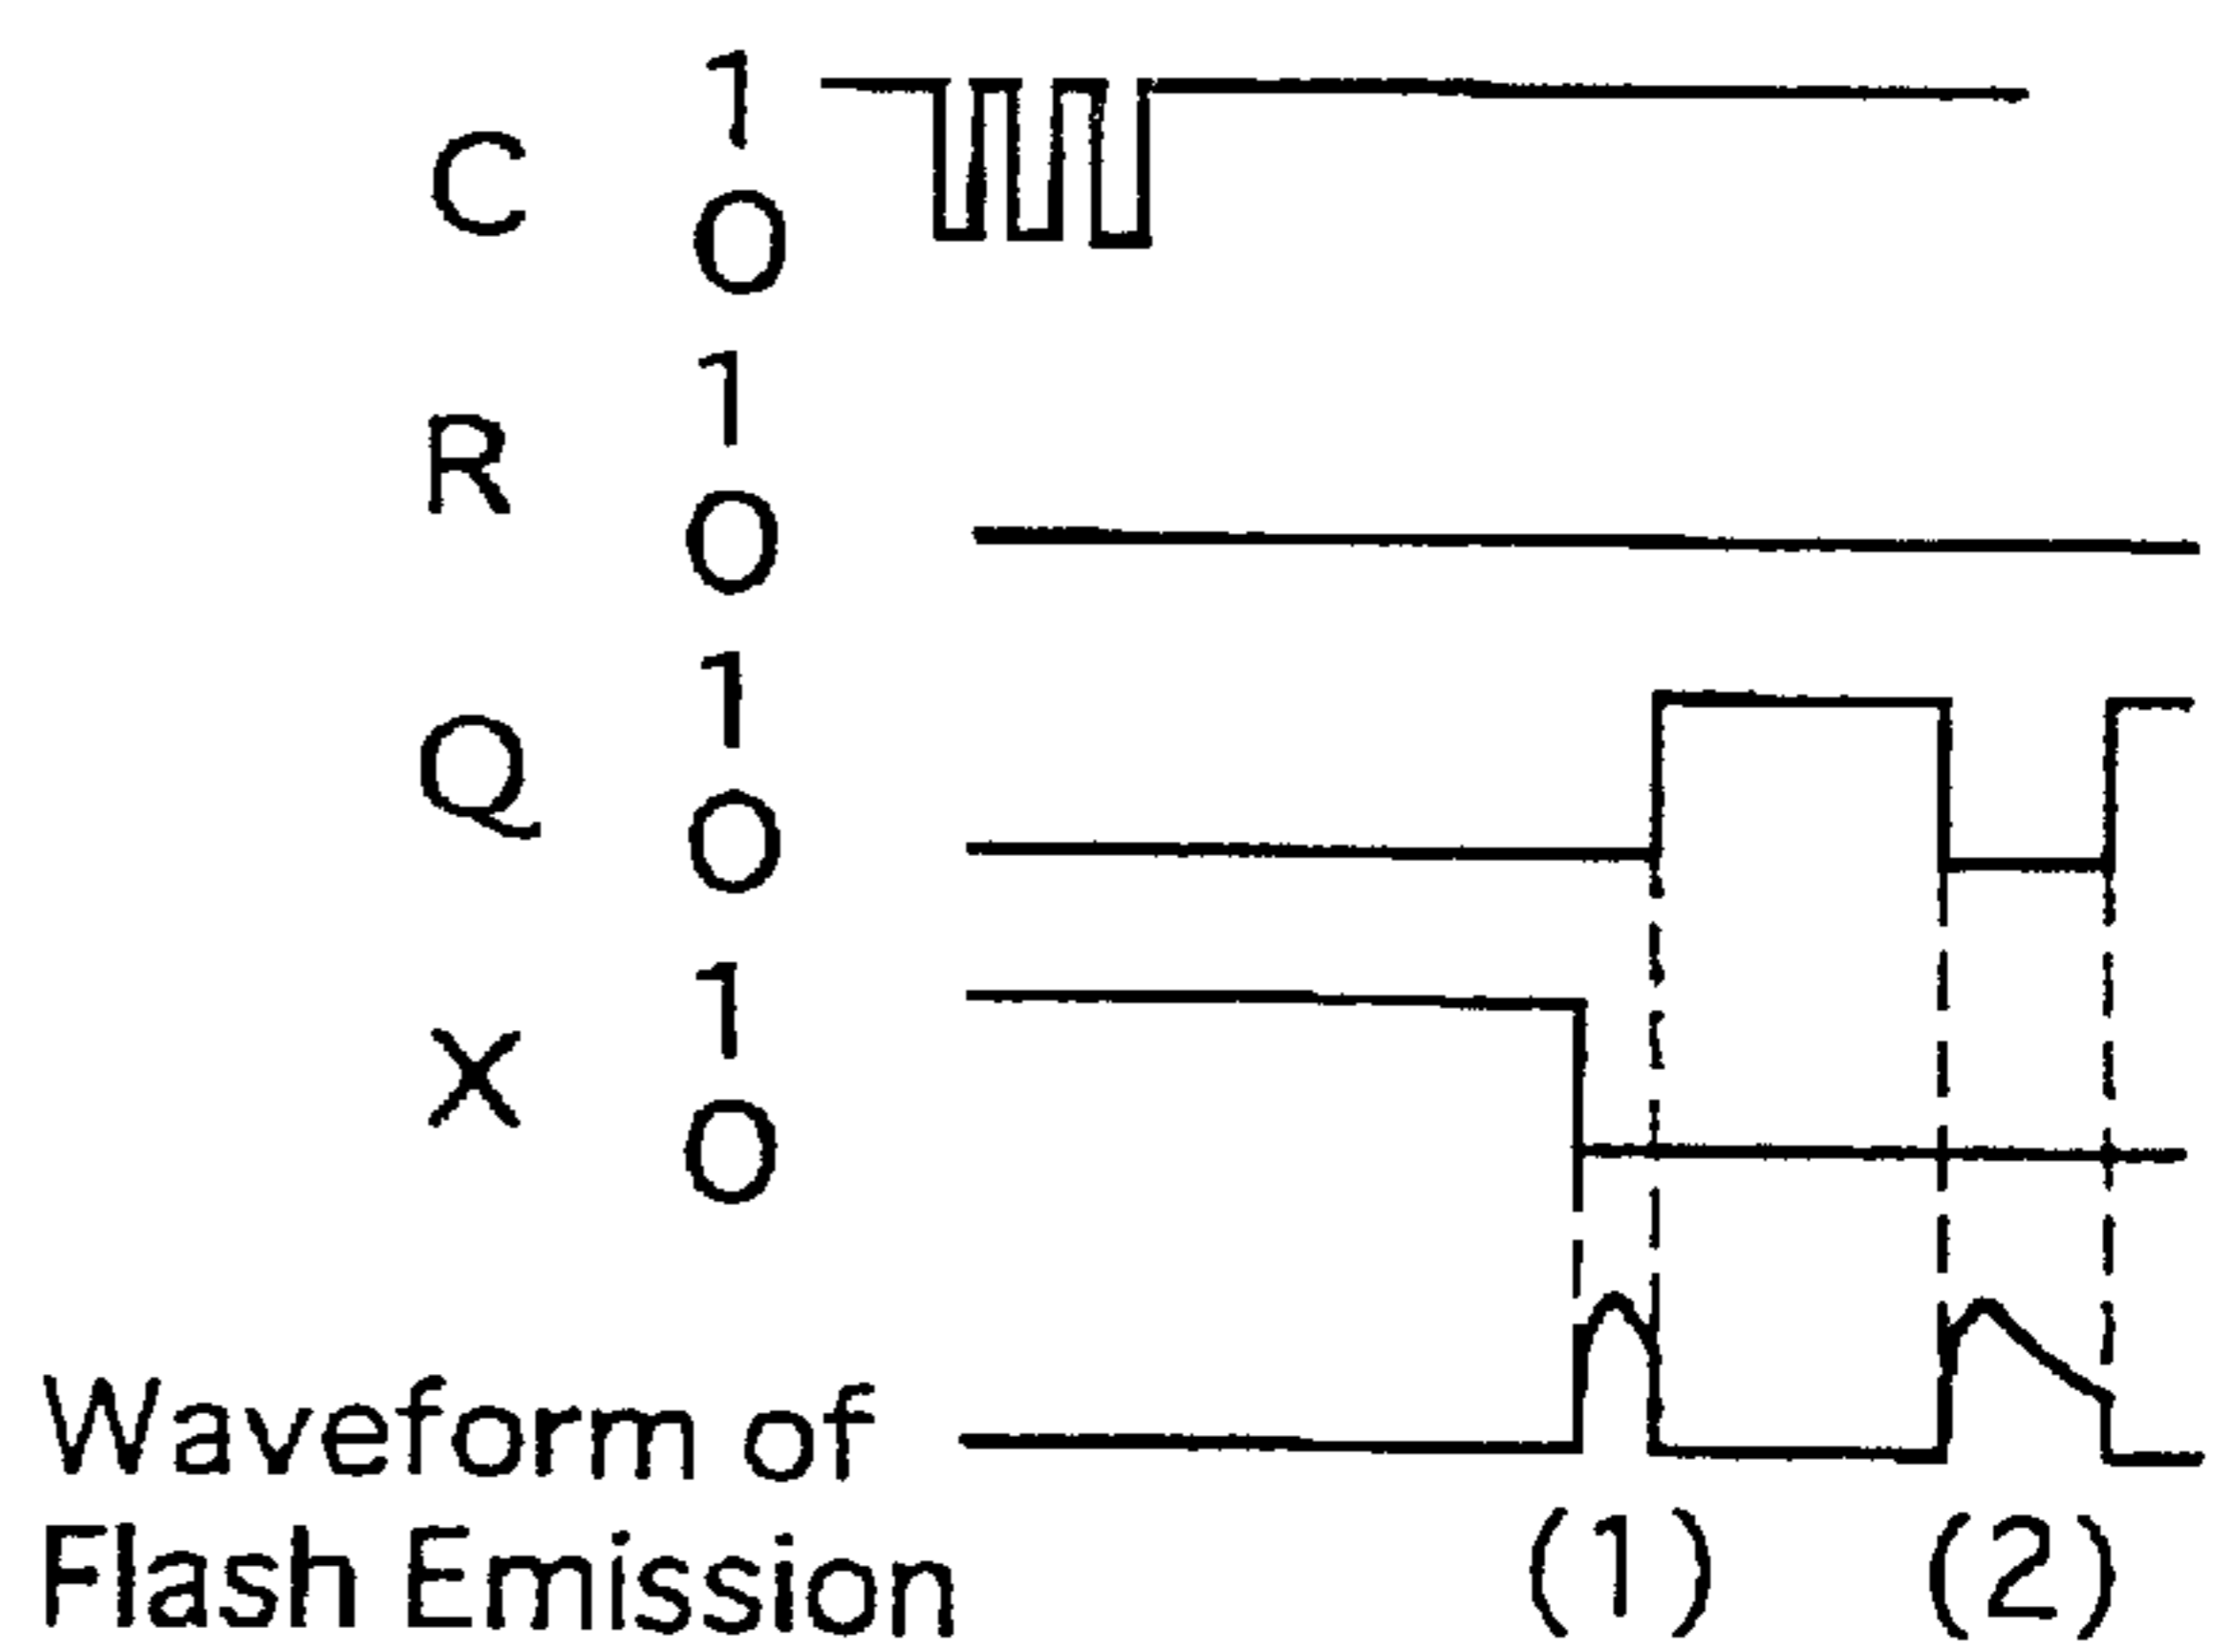 C 1
0
R 1
0
Q 1
0
X 1
0
Waveform of
Flash Emission
(1) (2)